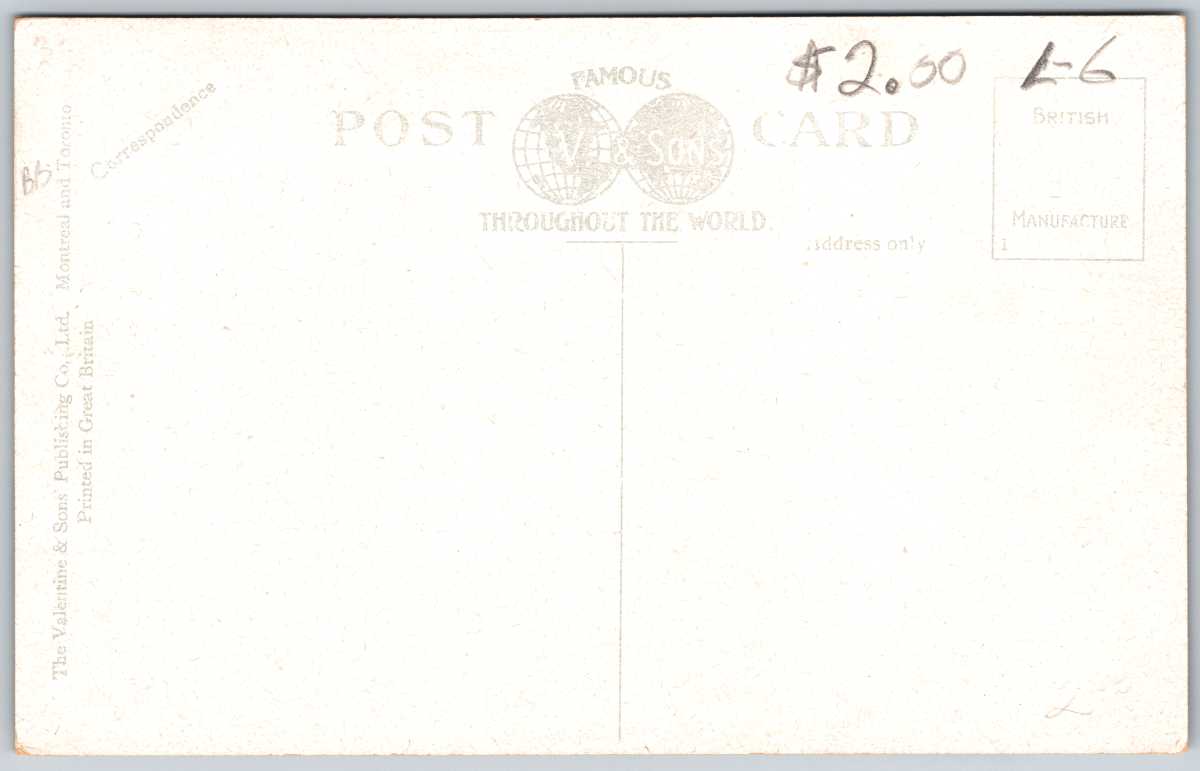 $2.00 L-6
FAMOUS
POST CARD
V. & SONS
THROUGHOUT THE WORLD.
Correspondence
Address only
BRITISH
MANUFACTURE
1
The Valentine & Sons' Publishing Co., Ltd. Montreal and Toronto
Printed in Great Britain